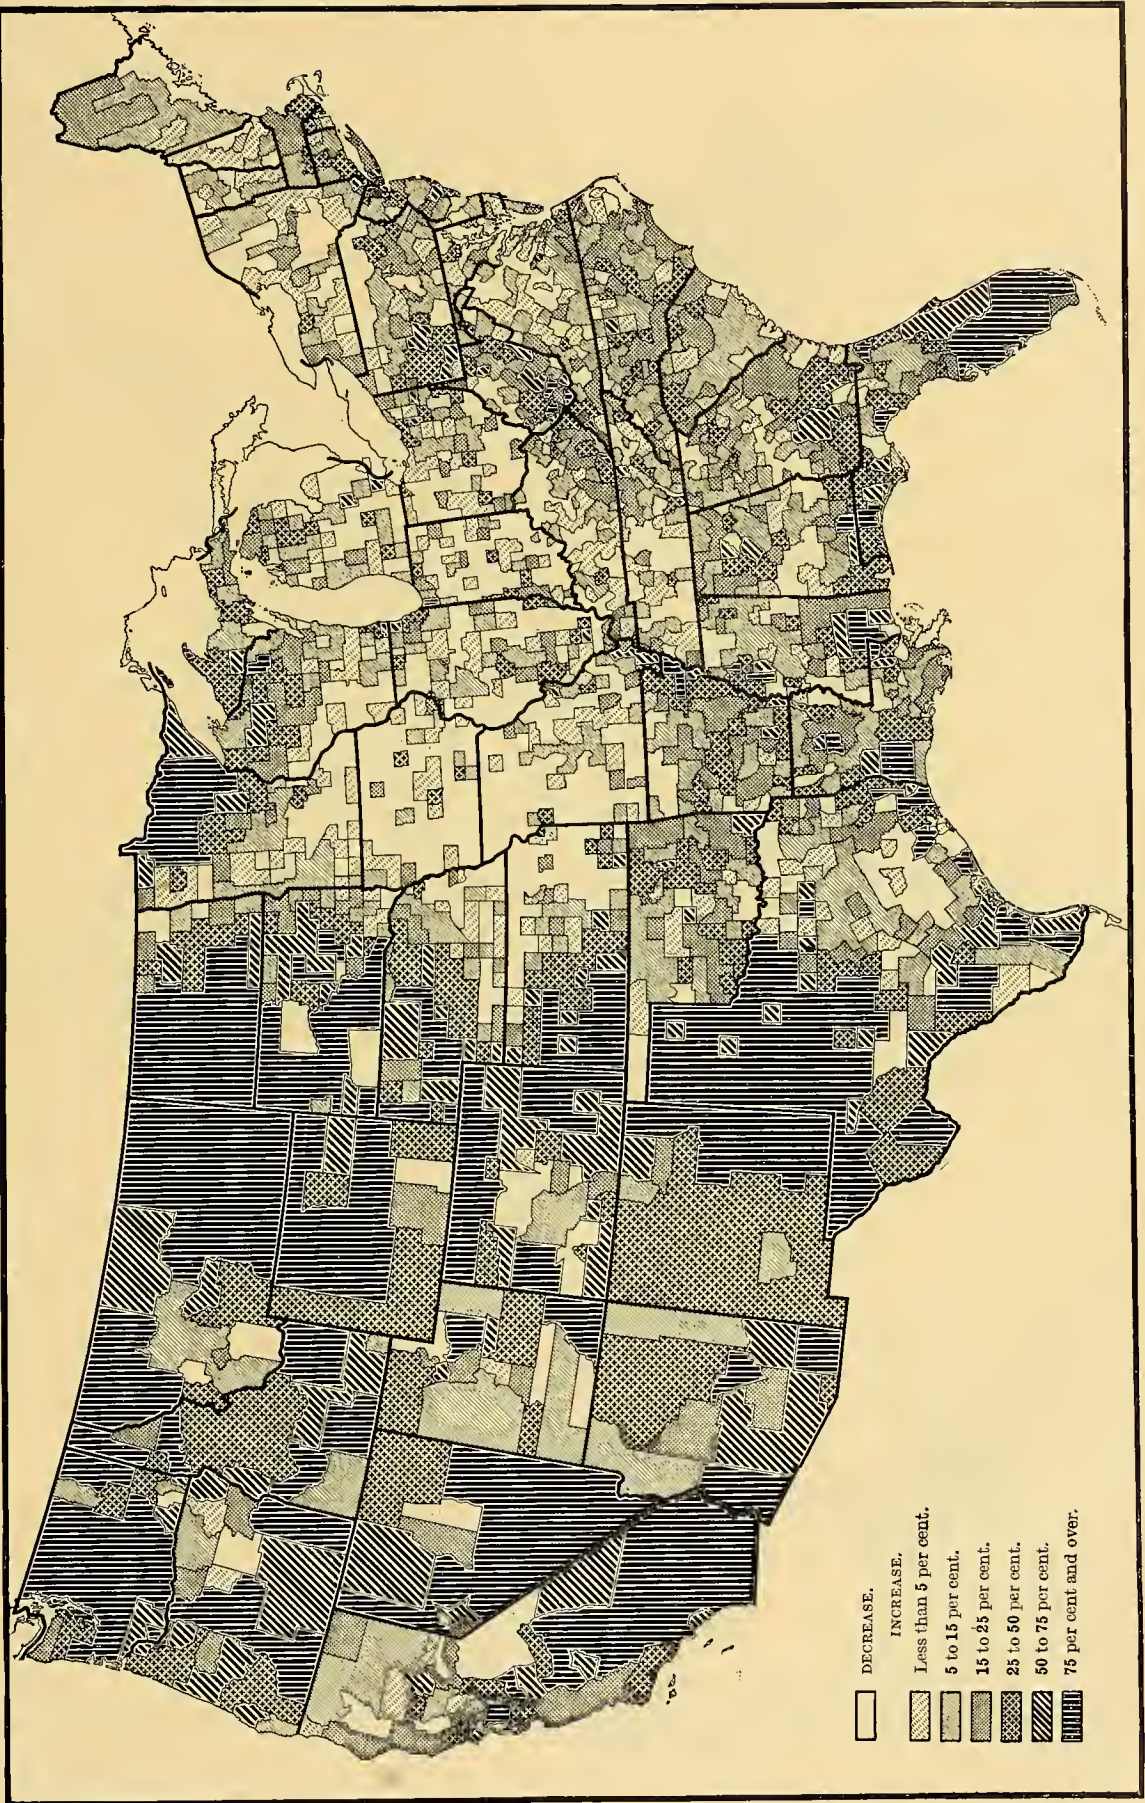 DECREASE.
INCREASE.
Less than 5 per cent.
5 to 15 per cent.
15 to 25 per cent.
25 to 50 per cent.
50 to 75 per cent.
75 per cent and over.